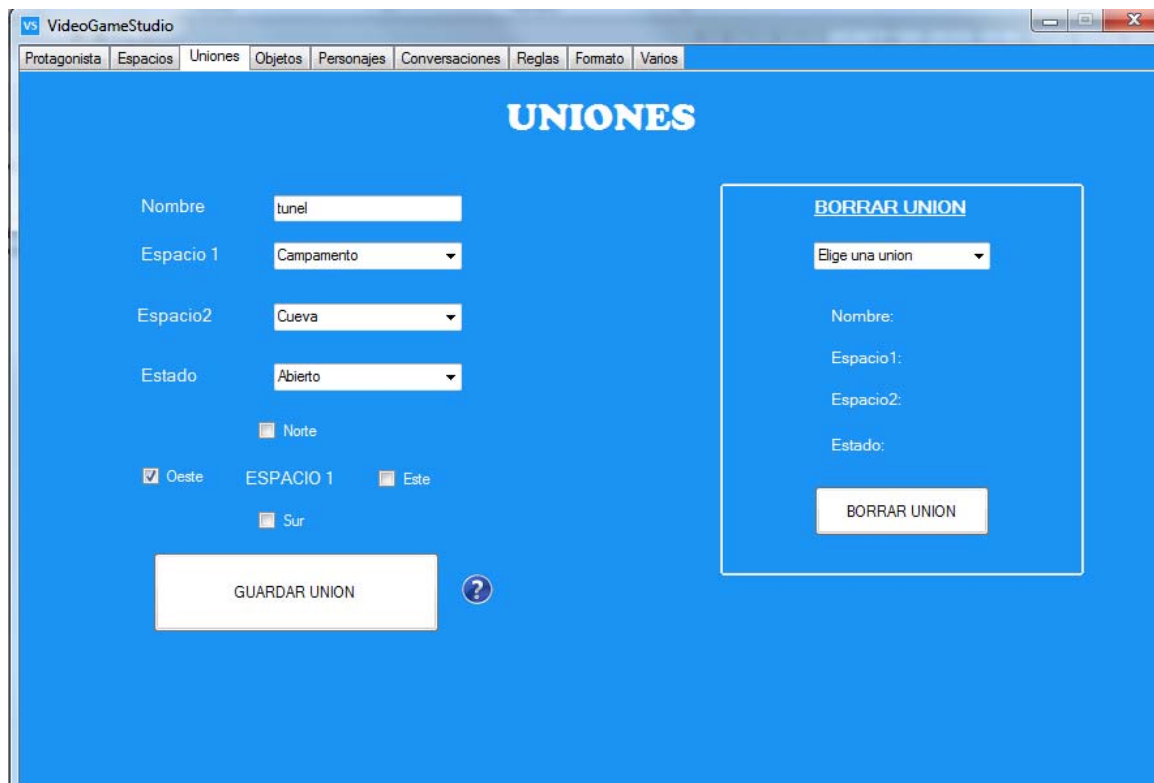 VS VideoGameStudio
Protagonista Espacios Uniones Objetos Personajes Conversaciones Reglas Formato Varios
UNIONES
Nombre tunel
Espacio 1 Campamento
Espacio2 Cueva
Estado Abierto
Norte
Oeste ESPACIO 1 Este
Sur
GUARDAR UNION ?
BORRAR UNION
Elige una union
Nombre:
Espacio1:
Espacio2:
Estado:
BORRAR UNION